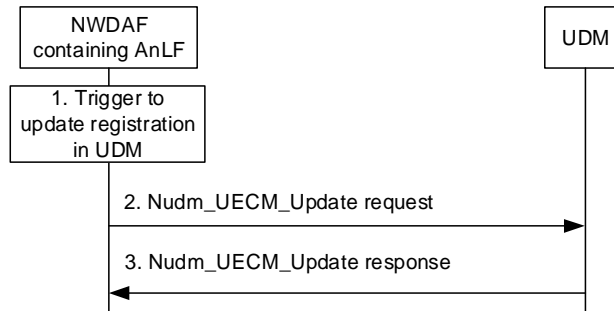 NWDAF
containing AnLF
UDM
1. Trigger to
update registration
in UDM
2. Nudm_UECM_Update request
3. Nudm_UECM_Update response